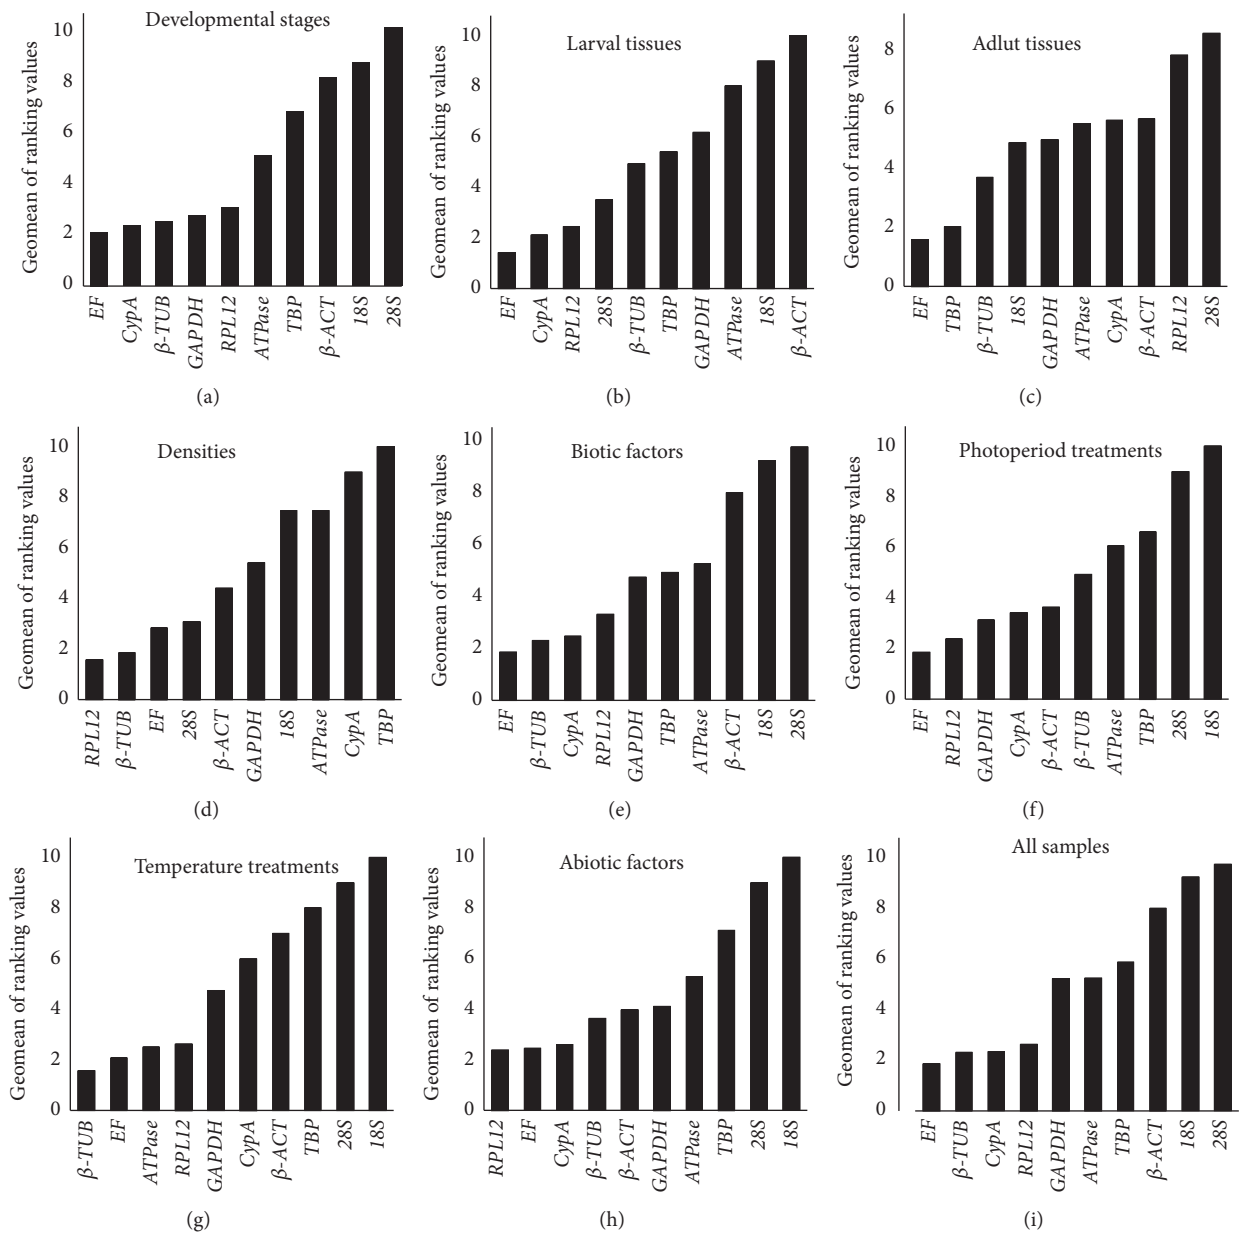 Developmental stages
Geomean of ranking values
10
8
6
4
2
0
EF
CypA
β-TUB
GAPDH
RPL12
ATPase
TBP
β-ACT
18S
28S
(a)
Larval tissues
Geomean of ranking values
10
8
6
4
2
0
EF
CypA
RPL12
28S
β-TUB
TBP
GAPDH
ATPase
18S
β-ACT
(b)
Adlut tissues
Geomean of ranking values
8
6
4
2
0
EF
TBP
β-TUB
18S
GAPDH
ATPase
CypA
β-ACT
RPL12
28S
(c)
Densities
Geomean of ranking values
10
8
6
4
2
0
RPL12
β-TUB
EF
28S
β-ACT
GAPDH
18S
ATPase
CypA
TBP
(d)
Biotic factors
Geomean of ranking values
10
8
6
4
2
0
EF
β-TUB
CypA
RPL12
GAPDH
TBP
ATPase
β-ACT
18S
28S
(e)
Photoperiod treatments
Geomean of ranking values
10
8
6
4
2
0
EF
RPL12
GAPDH
CypA
β-ACT
β-TUB
ATPase
TBP
28S
18S
(f)
Temperature treatments
Geomean of ranking values
10
8
6
4
2
0
β-TUB
EF
ATPase
RPL12
GAPDH
CypA
β-ACT
TBP
28S
18S
(g)
Abiotic factors
Geomean of ranking values
10
8
6
4
2
0
RPL12
EF
CypA
β-TUB
β-ACT
GAPDH
ATPase
TBP
28S
18S
(h)
All samples
Geomean of ranking values
10
8
6
4
2
0
EF
β-TUB
CypA
RPL12
GAPDH
ATPase
TBP
β-ACT
18S
28S
(i)